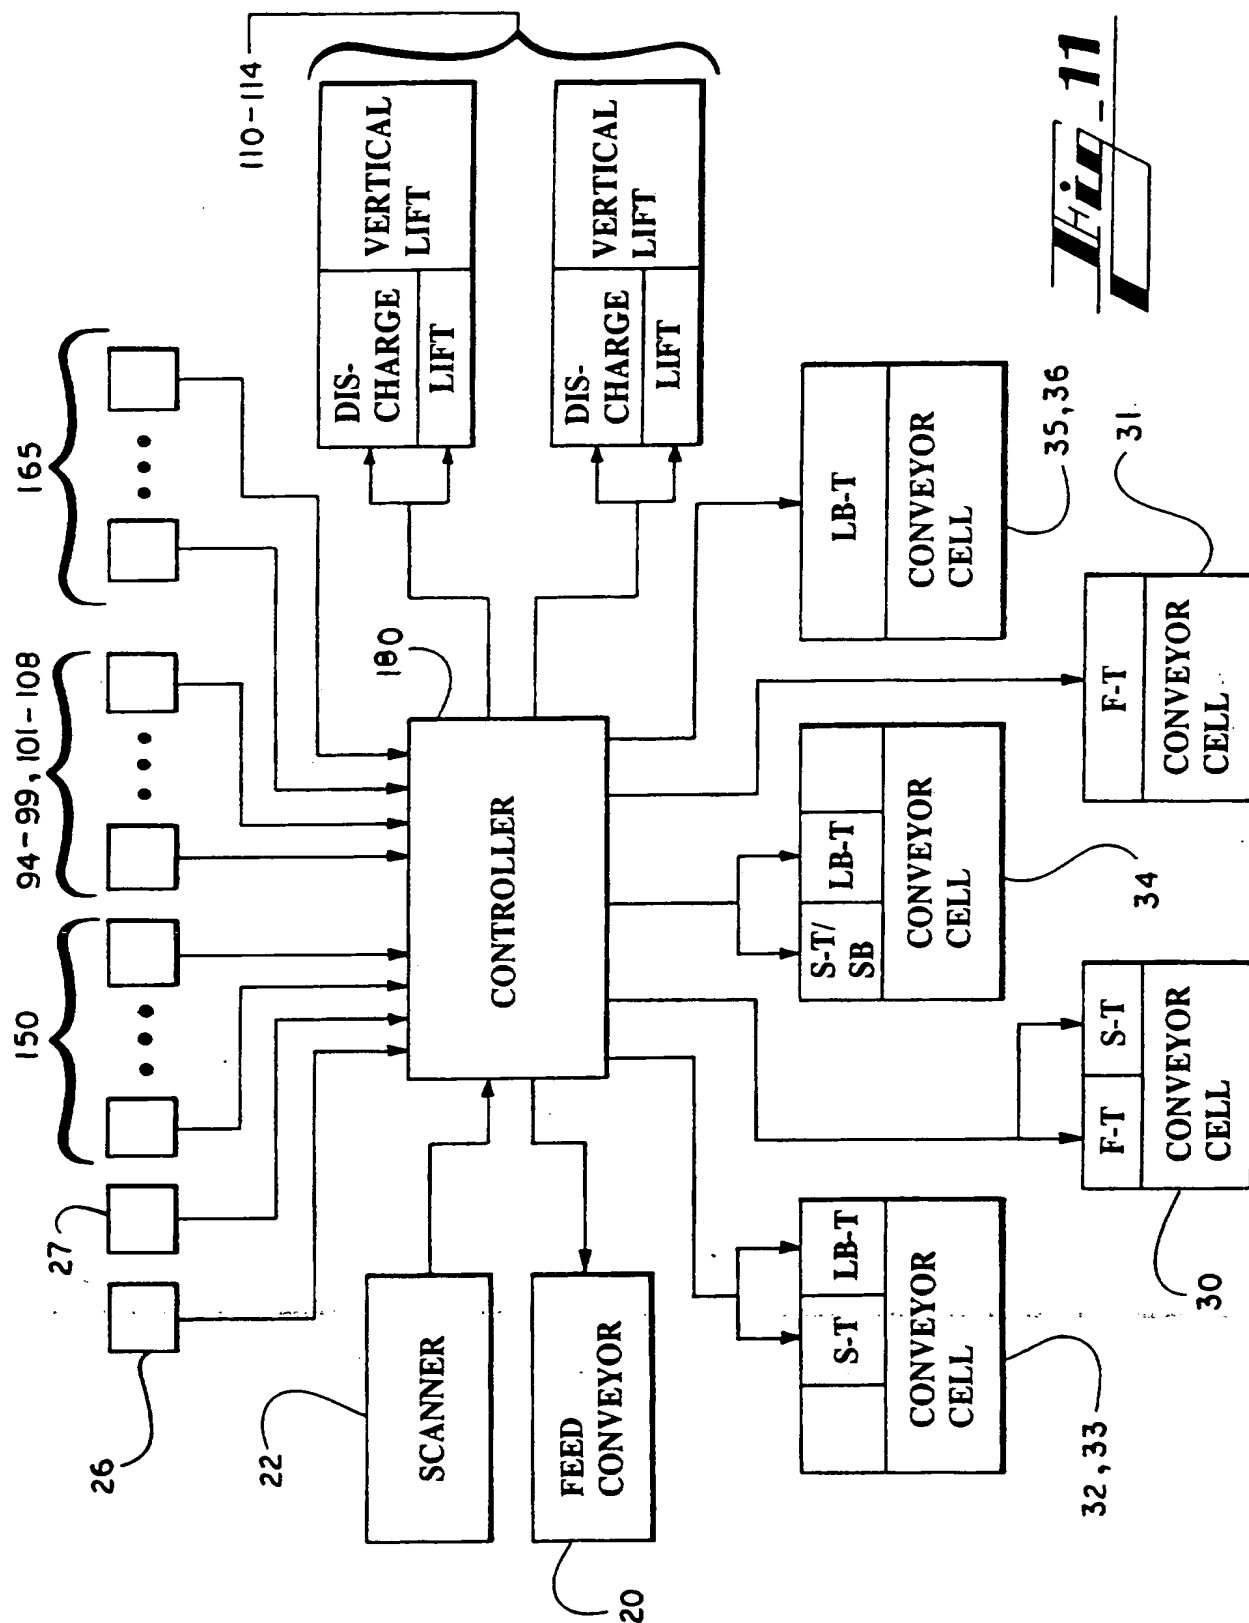 26
27
150
94-99, 101-108
165
110-114
SCANNER
22
FEED
CONVEYOR
20
CONTROLLER
180
DIS-
CHARGE
LIFT
VERTICAL
LIFT
DIS-
CHARGE
LIFT
VERTICAL
LIFT
S-T
LB-T
CONVEYOR
CELL
32, 33
F-T
S-T
CONVEYOR
CELL
30
S-T/
SB
LB-T
CONVEYOR
CELL
34
F-T
CONVEYOR
CELL
31
LB-T
CONVEYOR
CELL
35, 36
Fig-11